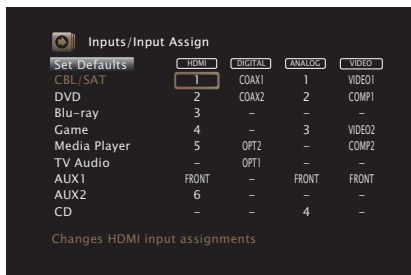 Inputs/Input Assign
Set Defaults HDMI DIGITAL ANALOG VIDEO
CBL/SAT 1 COAX1 1 VIDEO1
DVD 2 COAX2 2 COMP1
Blu-ray 3 – – –
Game 4 – 3 VIDEO2
Media Player 5 OPT2 – COMP2
TV Audio – OPT1 – –
AUX1 FRONT – FRONT FRONT
AUX2 6 – – –
CD – – 4 –
Changes HDMI input assignments